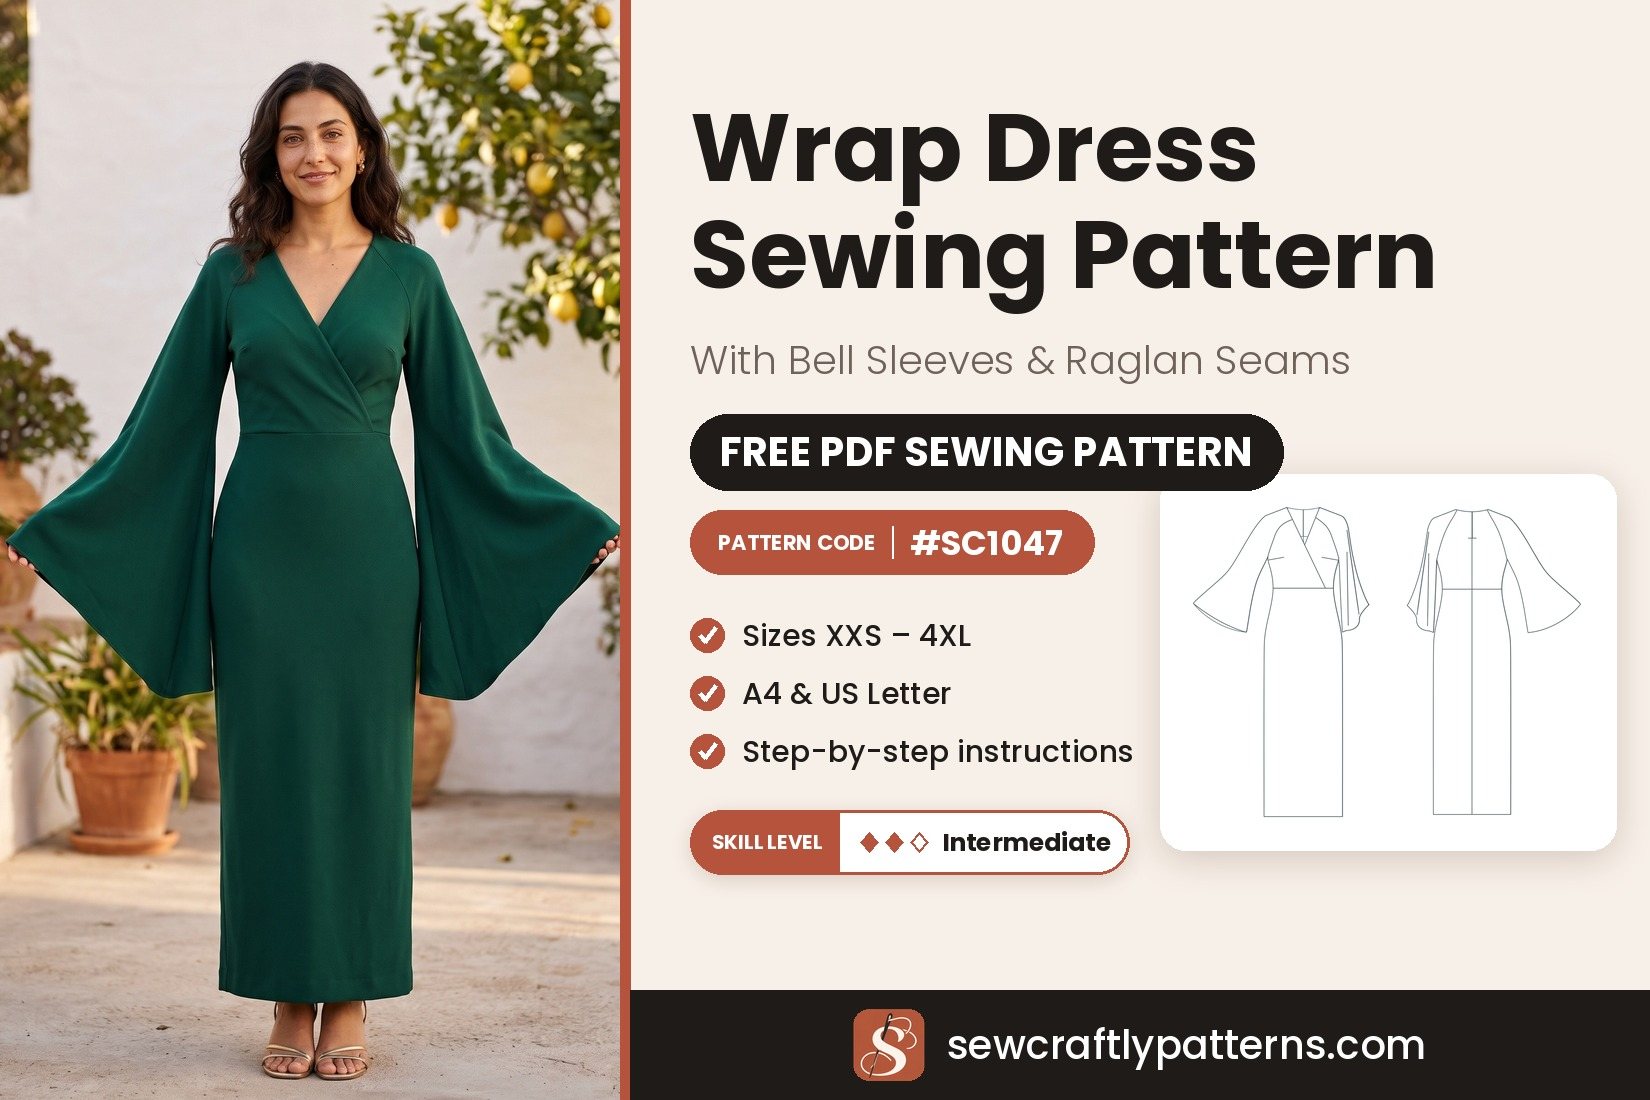 Wrap Dress
Sewing Pattern
With Bell Sleeves & Raglan Seams
FREE PDF SEWING PATTERN
PATTERN CODE | #SC1047
Sizes XXS – 4XL
A4 & US Letter
Step-by-step instructions
SKILL LEVEL Intermediate
S sewcraftlypatterns.com